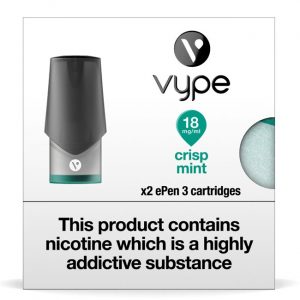 vype
18
mg/ml
crisp
mint
x2 ePen 3 cartridges
This product contains
nicotine which is a highly
addictive substance